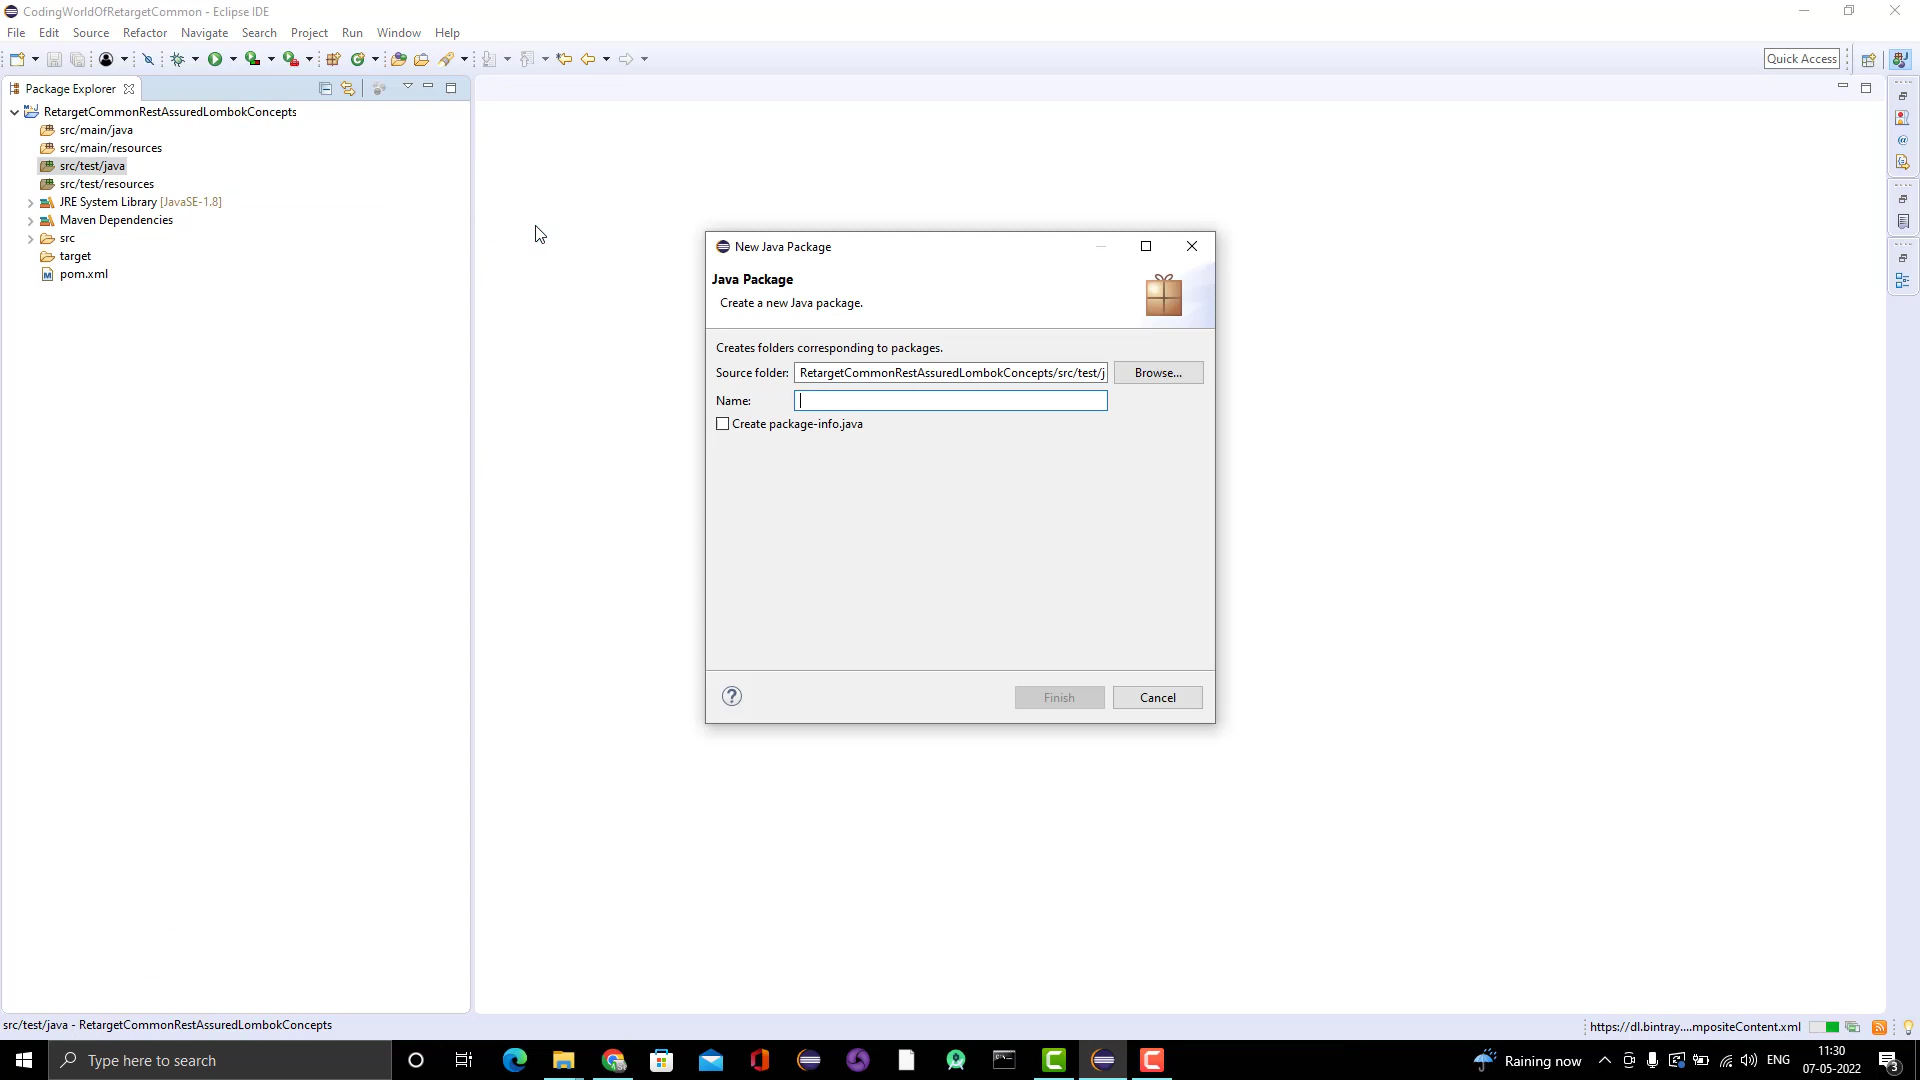 CodingWorldOfRetargetCommon - Eclipse IDE
File Edit Source Refactor Navigate Search Project Run Window Help
Quick Access
Package Explorer
RetargetCommonRestAssuredLombokConcepts
src/main/java
src/main/resources
src/test/java
src/test/resources
JRE System Library [JavaSE-1.8]
Maven Dependencies
src
target
pom.xml
New Java Package
Java Package
Create a new Java package.
Creates folders corresponding to packages.
Source folder: RetargetCommonRestAssuredLombokConcepts/src/test/j Browse...
Name:
Create package-info.java
Finish Cancel
src/test/java - RetargetCommonRestAssuredLombokConcepts
https://dl.bintray....mpositeContent.xml
Type here to search
Raining now
ENG
11:30
07-05-2022
3